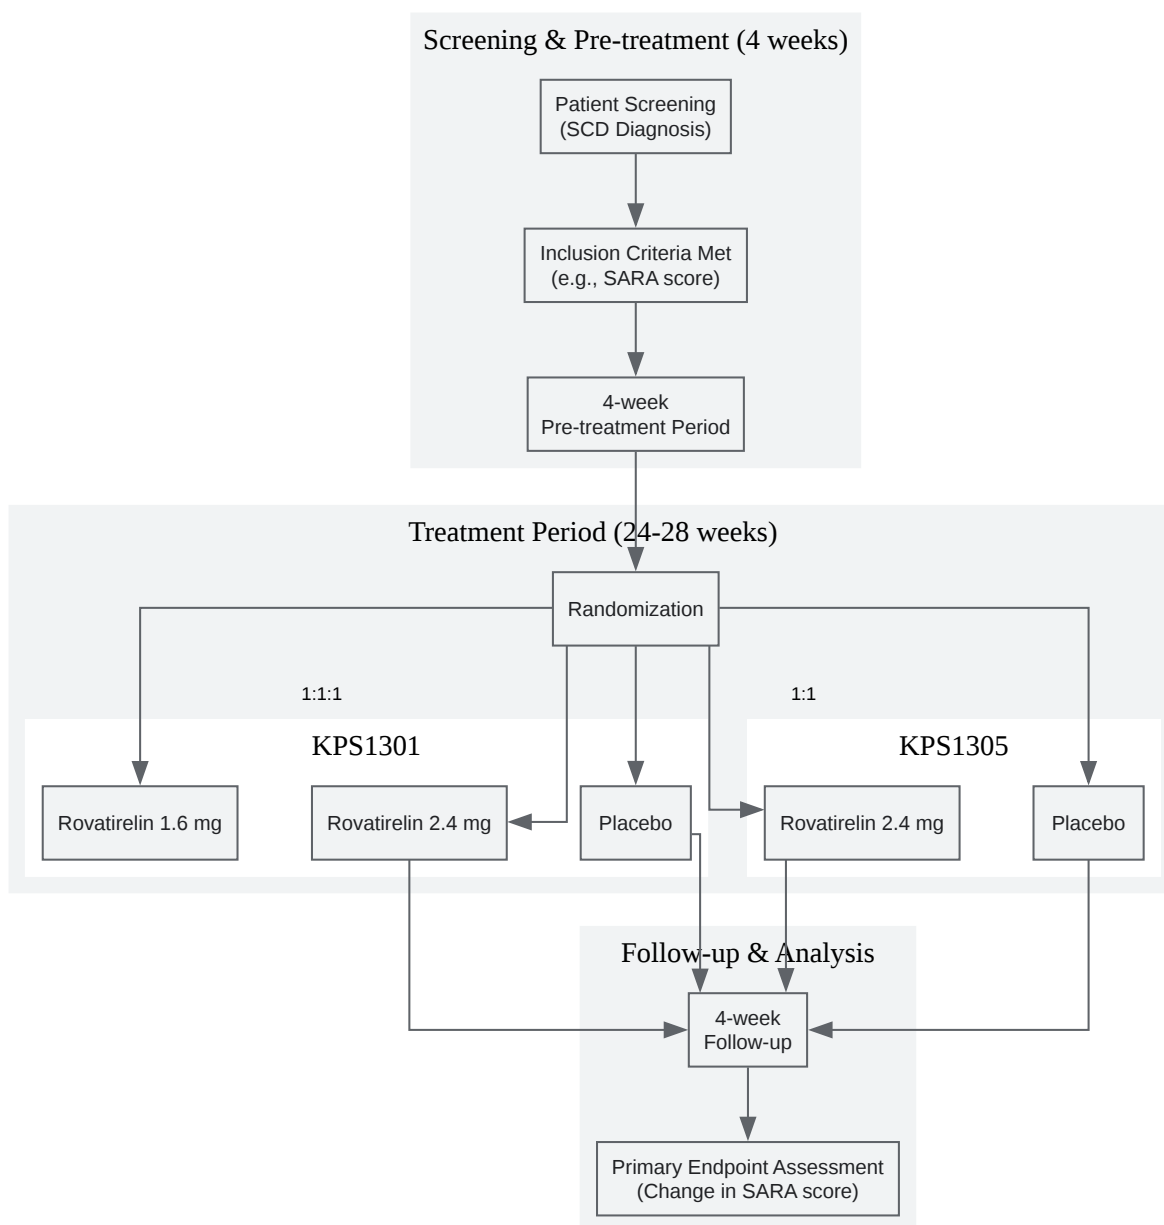 Screening & Pre-treatment (4 weeks)
Patient Screening
(SCD Diagnosis)
Inclusion Criteria Met
(e.g., SARA score)
4-week
Pre-treatment Period
Treatment Period (24-28 weeks)
Randomization
1:1:1
1:1
KPS1301
KPS1305
Rovatirelin 1.6 mg
Rovatirelin 2.4 mg
Placebo
Rovatirelin 2.4 mg
Placebo
Follow-up & Analysis
4-week
Follow-up
Primary Endpoint Assessment
(Change in SARA score)